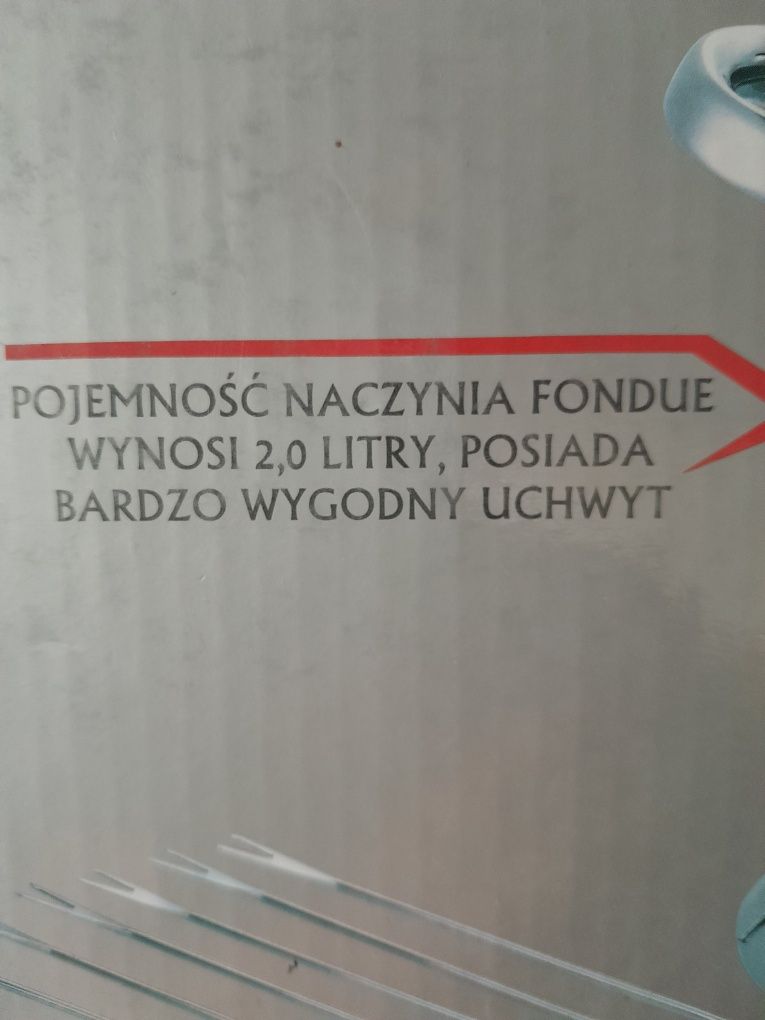 POJEMNOŚĆ NACZYNIA FONDUE
WYNOSI 2,0 LITRY, POSIADA
BARDZO WYGODNY UCHWYT